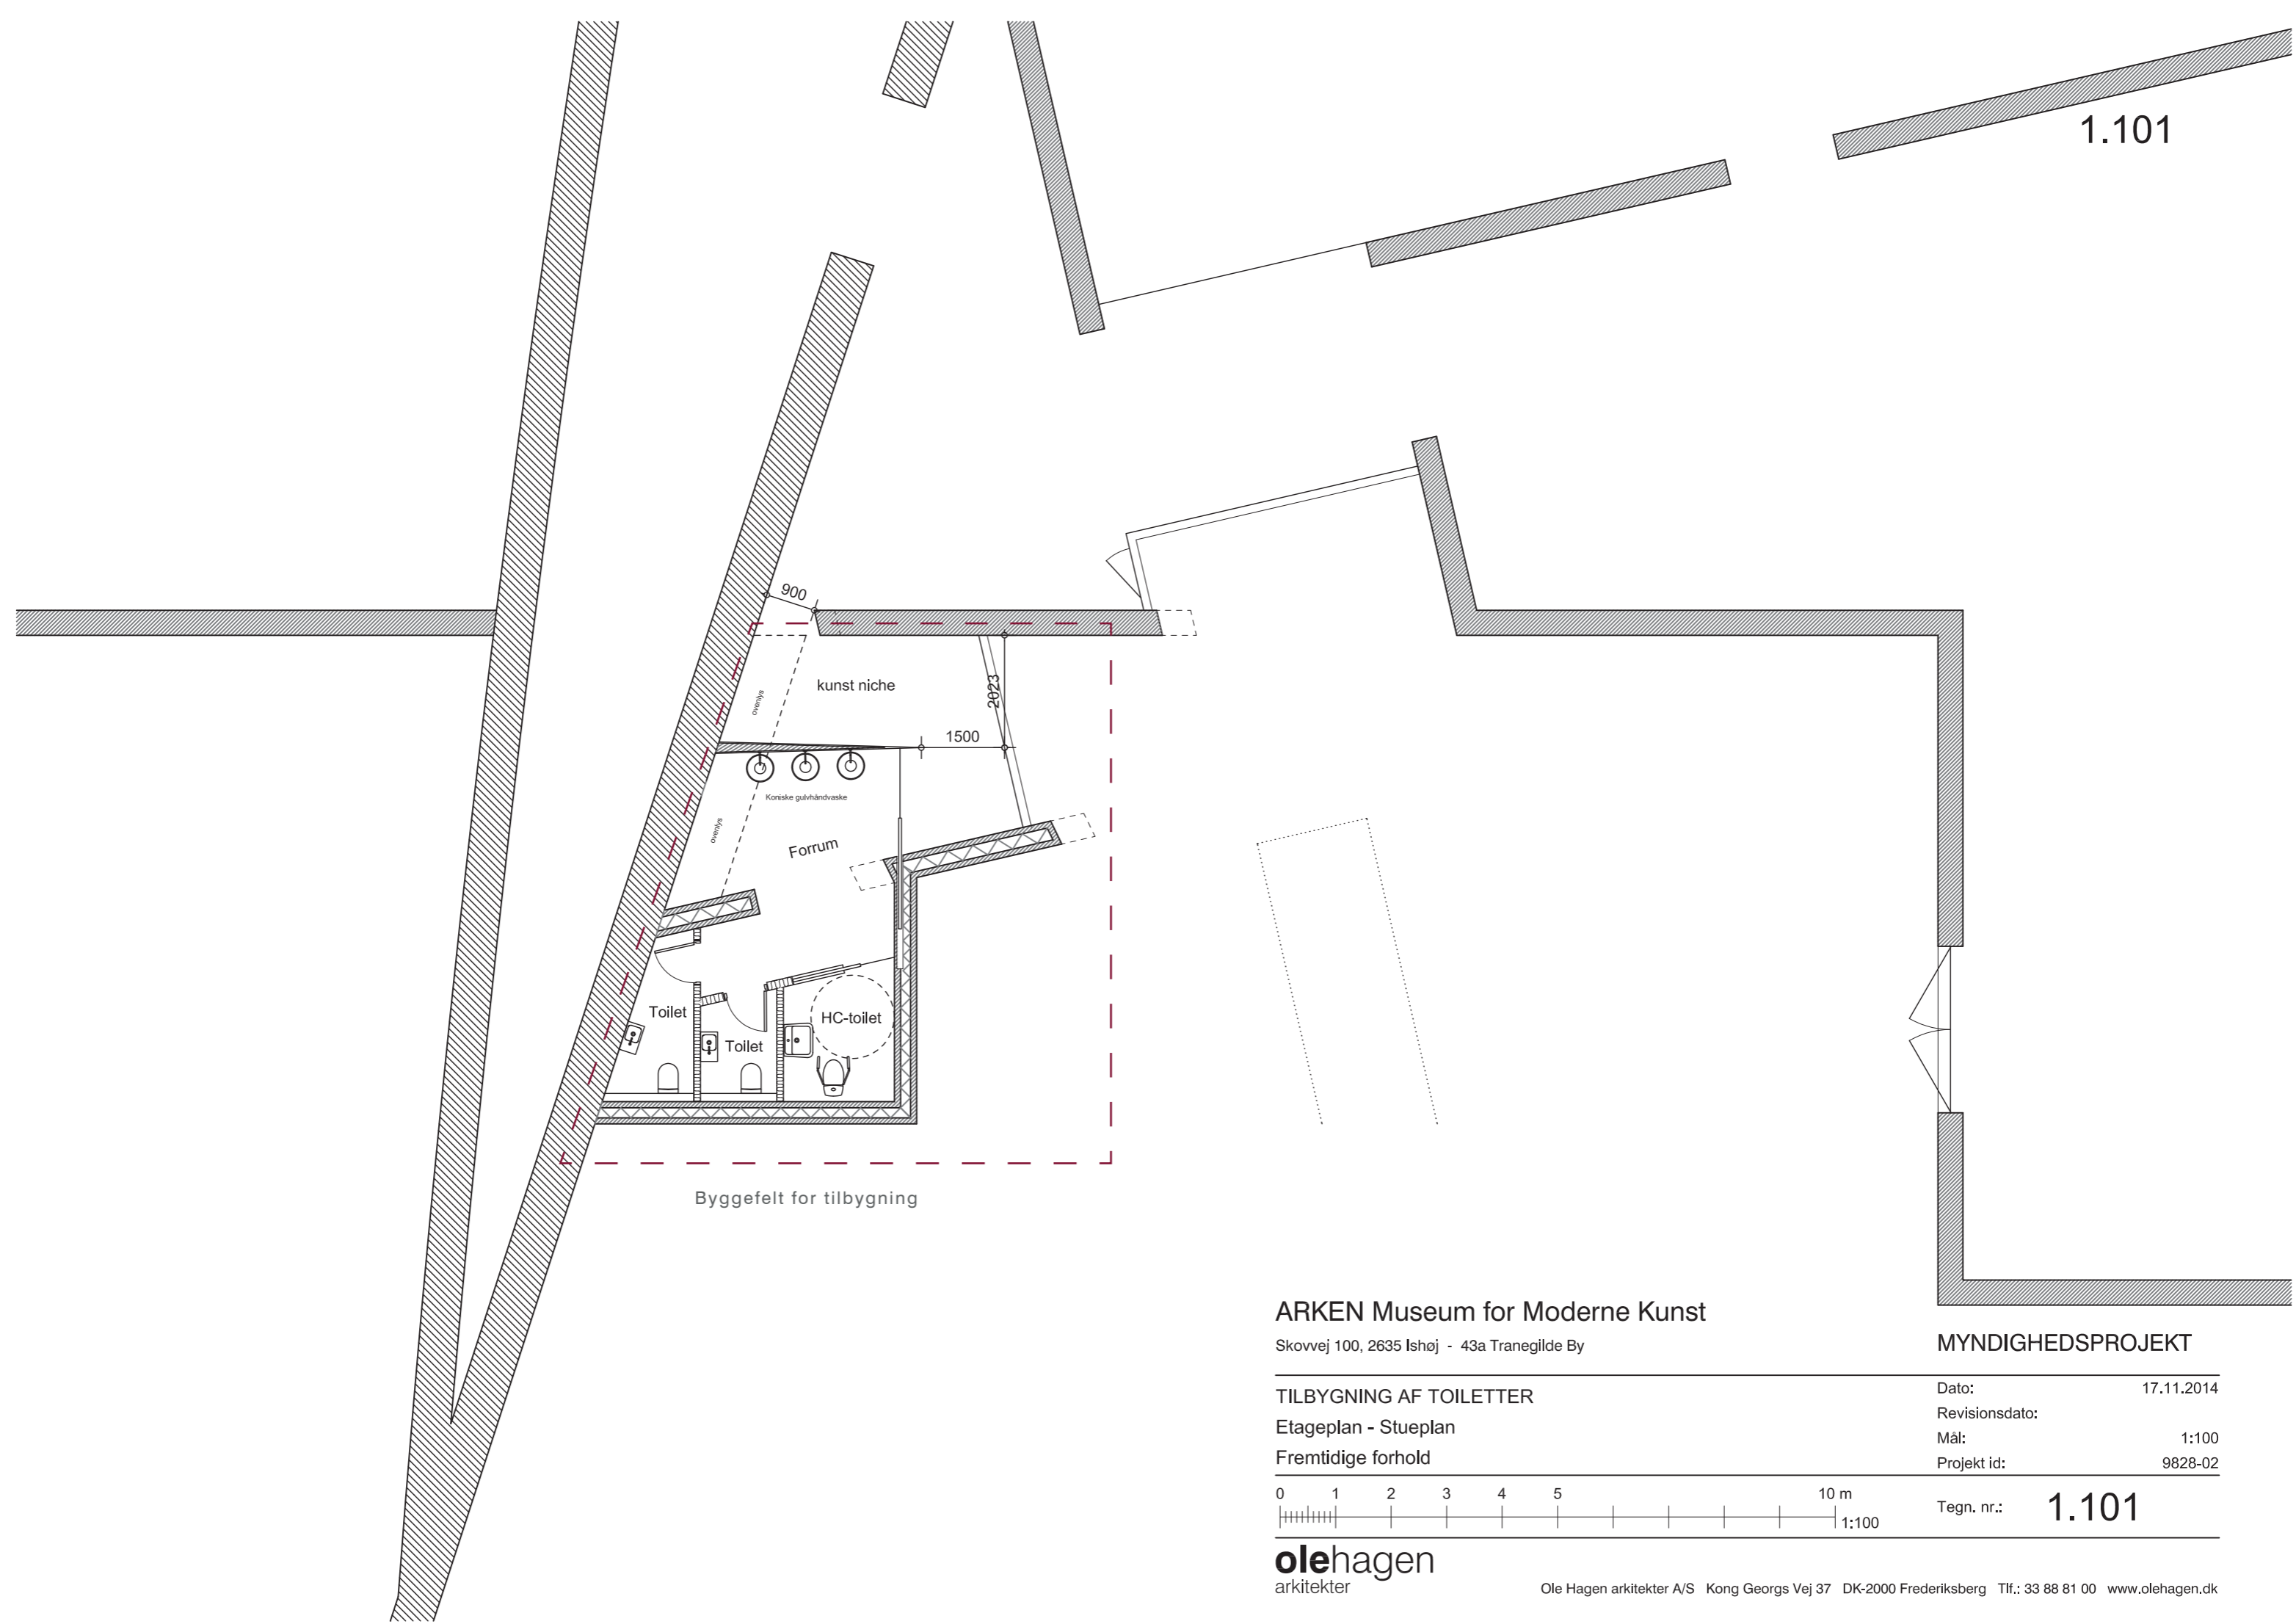 1.101
900
kunst niche
ovenlys
2023
1500
Koniske gulvhåndvaske
ovenlys
Forrum
Toilet
Toilet
HC-toilet
Byggefelt for tilbygning
ARKEN Museum for Moderne Kunst
Skovvej 100, 2635 Ishøj - 43a Tranegilde By
MYNDIGHEDSPROJEKT
TILBYGNING AF TOILETTER
Etageplan - Stueplan
Fremtidige forhold
Dato: 17.11.2014
Revisionsdato:
Mål: 1:100
Projekt id: 9828-02
0 1 2 3 4 5 10 m
1:100
Tegn. nr.: 1.101
olehagen
arkitekter
Ole Hagen arkitekter A/S Kong Georgs Vej 37 DK-2000 Frederiksberg Tlf.: 33 88 81 00 www.olehagen.dk